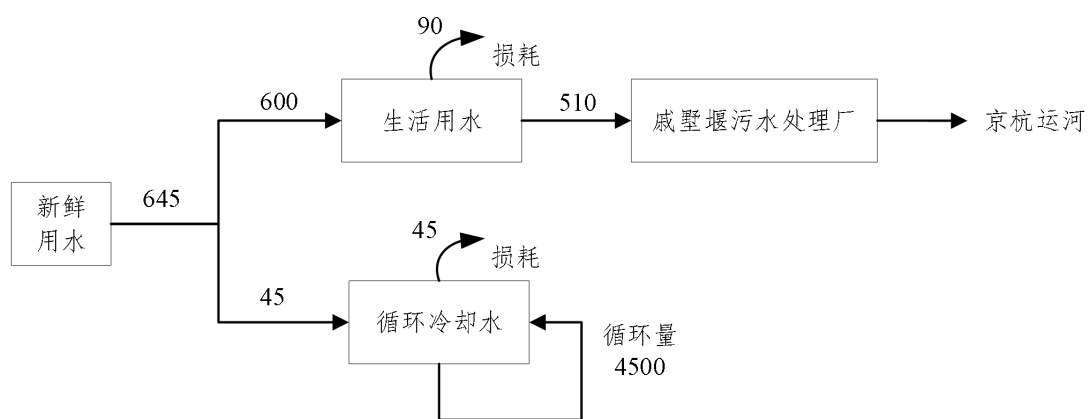 90
损耗
600
生活用水
510
戚墅堰污水处理厂
京杭运河
新鲜
用水
645
45
损耗
45
循环冷却水
循环量
4500